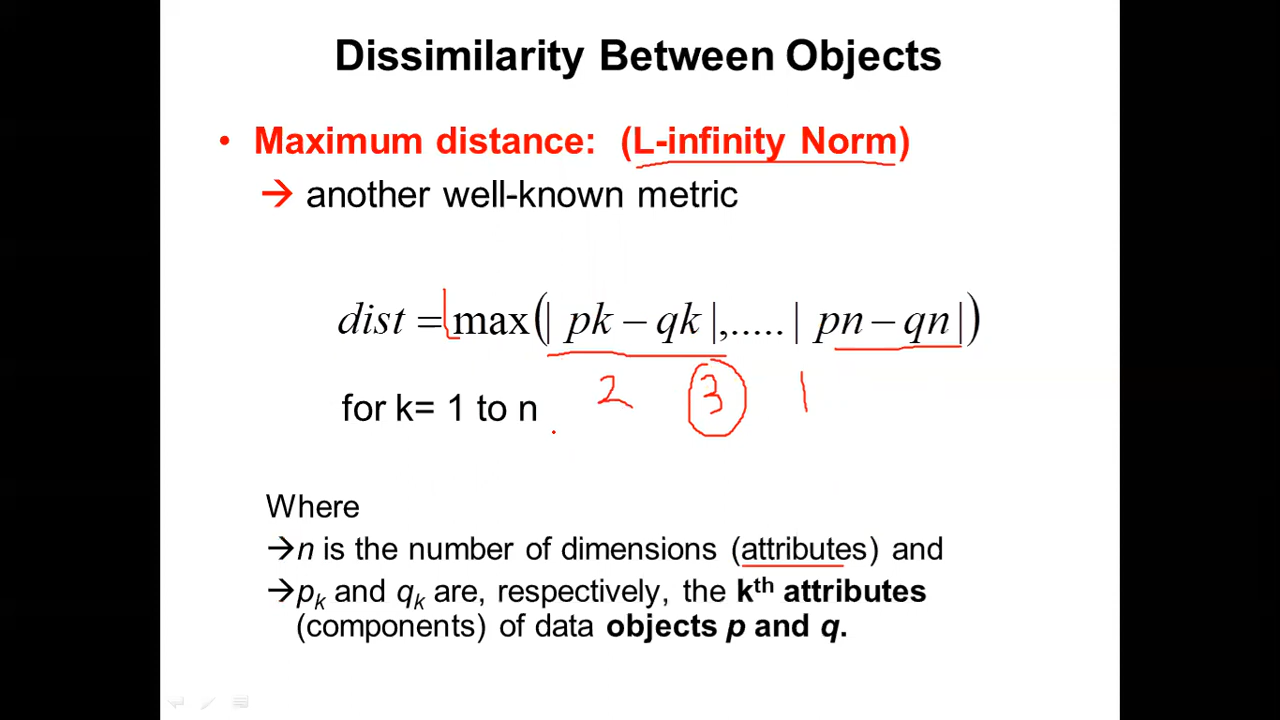 Dissimilarity Between Objects
• Maximum distance: (L-infinity Norm)
→ another well-known metric
dist = max(| pk − qk |,.....| pn − qn |)
2 3 1
for k= 1 to n
Where
→n is the number of dimensions (attributes) and
→pk and qk are, respectively, the kth attributes
(components) of data objects p and q.